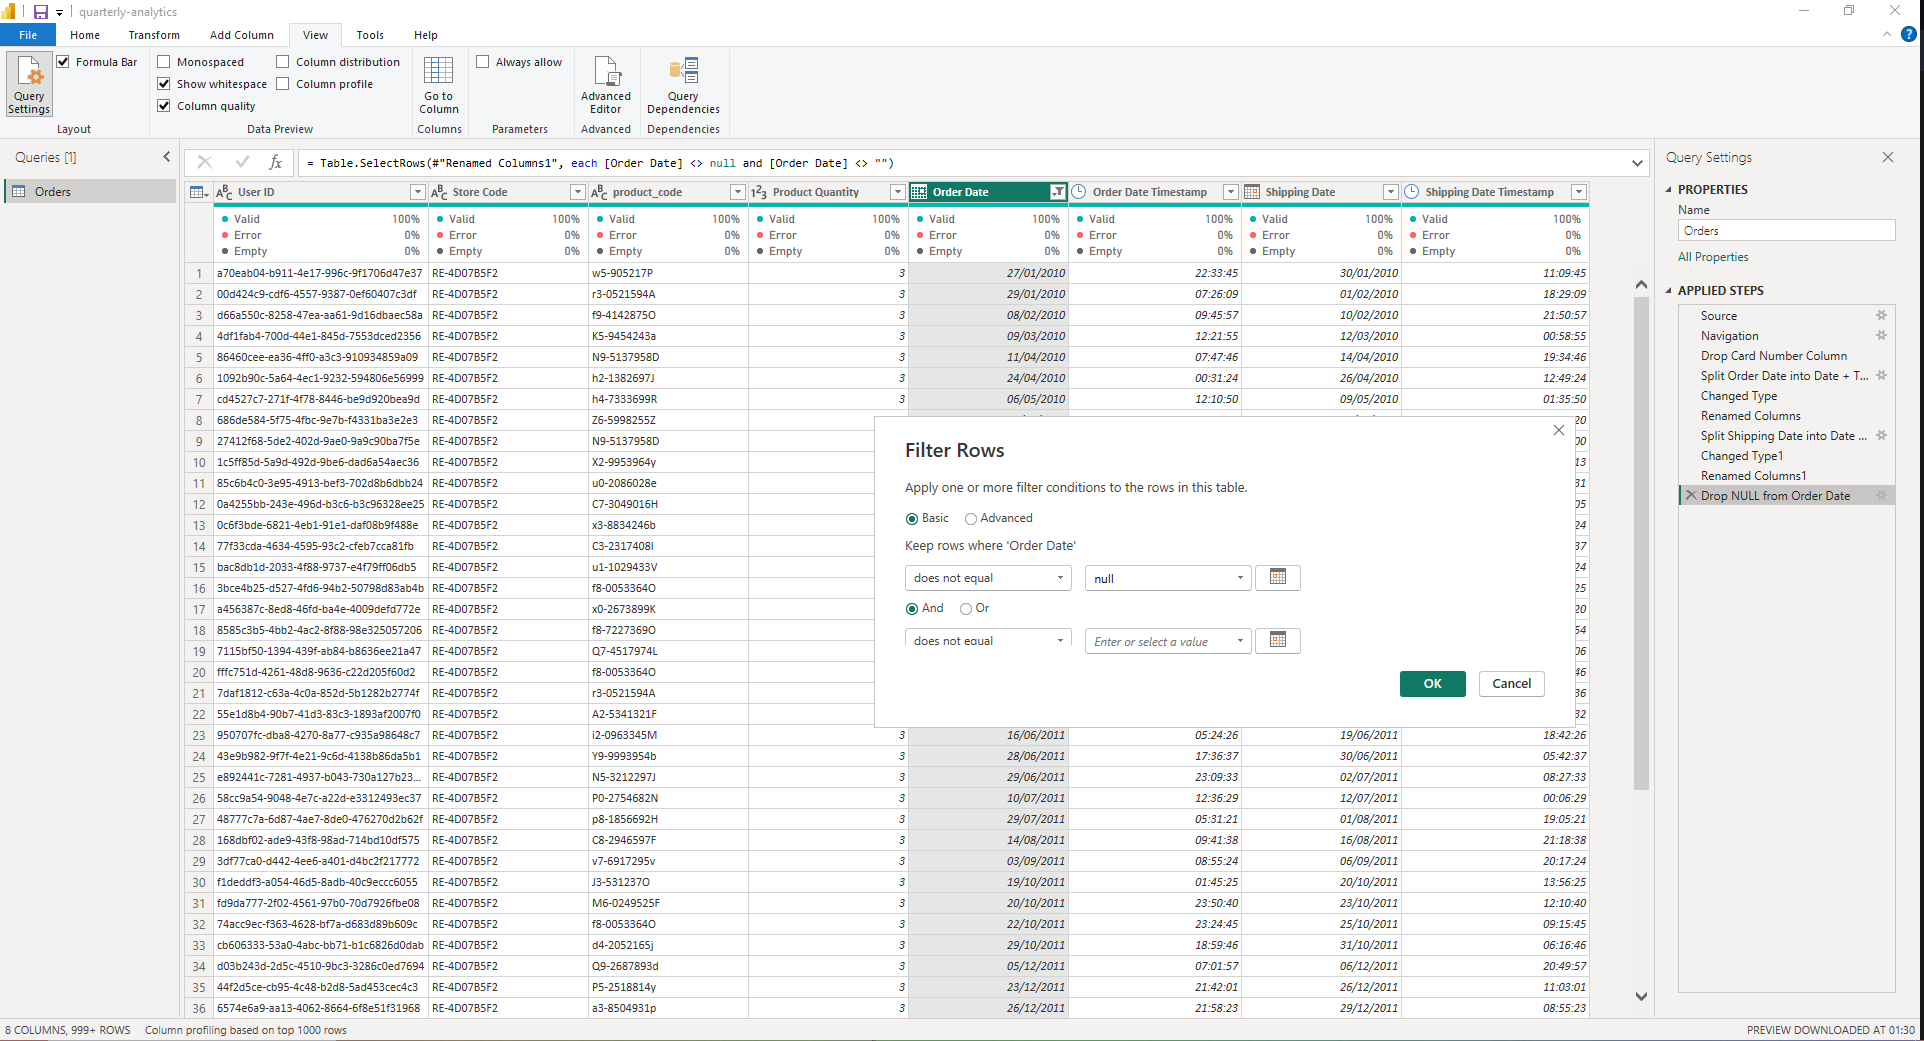 quarterly-analytics
File Home Transform Add Column View Tools Help
Query Settings
Formula Bar
Layout
Monospaced
Show whitespace
Column quality
Column distribution
Column profile
Data Preview
Go to Column
Columns
Always allow
Parameters
Advanced Editor
Advanced
Query Dependencies
Dependencies
Queries [1]
Orders
fx = Table.SelectRows(#"Renamed Columns1", each [Order Date] <> null and [Order Date] <> "")
ABC User ID ABC Store Code ABC product_code 123 Product Quantity Order Date Order Date Timestamp Shipping Date Shipping Date Timestamp
Valid 100% Valid 100% Valid 100% Valid 100% Valid 100% Valid 100% Valid 100% Valid 100%
Error 0% Error 0% Error 0% Error 0% Error 0% Error 0% Error 0% Error 0%
Empty 0% Empty 0% Empty 0% Empty 0% Empty 0% Empty 0% Empty 0% Empty 0%
1 a70eab04-b911-4e17-996c-9f1706d47e37 RE-4D07B5F2 w5-905217P 3 27/01/2010 22:33:45 30/01/2010 11:09:45
2 00d424c9-cdf6-4557-9387-0ef60407c3df RE-4D07B5F2 r3-0521594A 3 29/01/2010 07:26:09 01/02/2010 18:29:09
3 d66a550c-8258-47ea-aa61-9d16dbaec58a RE-4D07B5F2 f9-4142875O 3 08/02/2010 09:45:57 10/02/2010 21:50:57
4 4df1fab4-700d-44e1-845d-7553dced2356 RE-4D07B5F2 K5-9454243a 3 09/03/2010 12:21:55 12/03/2010 00:58:55
5 86460cee-ea36-4ff0-a3c3-910934859a09 RE-4D07B5F2 N9-5137958D 3 11/04/2010 07:47:46 14/04/2010 19:34:46
6 1092b90c-5a64-4ec1-9232-594806e56999 RE-4D07B5F2 h2-1382697J 3 24/04/2010 00:31:24 26/04/2010 12:49:24
7 cd4527c7-271f-4f78-8446-be9d920bea9d RE-4D07B5F2 h4-7333699R 3 06/05/2010 12:10:50 09/05/2010 01:35:50
8 686de584-5f75-4fbc-9e7b-f4331ba3e2e3 RE-4D07B5F2 Z6-5998255Z 20
9 27412f68-5de2-402d-9ae0-9a9c90ba7f5e RE-4D07B5F2 N9-5137958D 00
10 1c5ff85d-5a9d-492d-9be6-dad6a54aec36 RE-4D07B5F2 X2-9953964y 13
11 85c6b4c0-3e95-4913-bef3-702d8b6dbb24 RE-4D07B5F2 u0-2086028e 31
12 0a4255bb-243e-496d-b3c6-b3c96328ee25 RE-4D07B5F2 C7-3049016H 05
13 0c6f3bde-6821-4eb1-91e1-daf08b9f488e RE-4D07B5F2 x3-8834246b 24
14 77f33cda-4634-4595-93c2-cfeb7cca81fb RE-4D07B5F2 C3-2317408I 37
15 bac8db1d-2033-4f88-9737-e4f79ff06db5 RE-4D07B5F2 u1-1029433V 24
16 3bce4b25-d527-4fd6-94b2-50798d83ab4b RE-4D07B5F2 f8-0053364O 25
17 a456387c-8ed8-46fd-ba4e-4009defd772e RE-4D07B5F2 x0-2673899K 20
18 8585c3b5-4bb2-4ac2-8f88-98e325057206 RE-4D07B5F2 f8-7227369O 54
19 7115bf50-1394-439f-ab84-b8636ee21a47 RE-4D07B5F2 Q7-4517974L 06
20 fffc751d-4261-48d8-9636-c22d205f60d2 RE-4D07B5F2 f8-0053364O 46
21 7daf1812-c63a-4c0a-852d-5b1282b2774f RE-4D07B5F2 r3-0521594A 36
22 55e1d8b4-90b7-41d3-83c3-1893af2007f0 RE-4D07B5F2 A2-5341321F 32
23 950707fc-dba8-4270-8a77-c935a98648c7 RE-4D07B5F2 i2-0963345M 3 16/06/2011 05:24:26 19/06/2011 18:42:26
24 43e9b982-9f7f-4e21-9c6d-4138b86da5b1 RE-4D07B5F2 Y9-9993954b 3 28/06/2011 17:36:37 30/06/2011 05:42:37
25 e892441c-7281-4937-b043-730a127b23... RE-4D07B5F2 N5-3212297J 3 29/06/2011 23:09:33 02/07/2011 08:27:33
26 58cc9a54-9048-4e7c-a22d-e3312493ec37 RE-4D07B5F2 P0-2754682N 3 10/07/2011 12:36:29 12/07/2011 00:06:29
27 48777c7a-6d87-4ae7-8de0-476270d2b62f RE-4D07B5F2 p8-1856692H 3 29/07/2011 05:31:21 01/08/2011 19:05:21
28 168dbf02-ade9-43f8-98ad-714bd10df575 RE-4D07B5F2 C8-2946597F 3 14/08/2011 09:41:38 16/08/2011 21:18:38
29 3df77ca0-d442-4ee6-a401-d4bc2f217772 RE-4D07B5F2 v7-6917295v 3 03/09/2011 08:55:24 06/09/2011 20:17:24
30 f1deddf3-a054-46d5-8adb-40c9eccc6055 RE-4D07B5F2 J3-531237O 3 19/10/2011 01:45:25 20/10/2011 13:56:25
31 fd9da777-2f02-4561-97b0-70d7926fbe08 RE-4D07B5F2 M6-0249525F 3 20/10/2011 23:50:40 23/10/2011 12:10:40
32 74acc9ec-f363-4628-bf7a-d683d89b609c RE-4D07B5F2 f8-0053364O 3 22/10/2011 23:24:45 25/10/2011 09:15:45
33 cb606333-53a0-4abc-bb71-b1c6826d0dab RE-4D07B5F2 d4-2052165j 3 29/10/2011 18:59:46 31/10/2011 06:16:46
34 d03b243d-2d5c-4510-9bc3-3286c0ed7694 RE-4D07B5F2 Q9-2687893d 3 05/12/2011 07:01:57 06/12/2011 20:49:57
35 44f2d5ce-cb95-4c48-b2d8-5ad453cec4c3 RE-4D07B5F2 P5-2518814y 3 23/12/2011 21:42:01 26/12/2011 11:03:01
36 6574e6a9-aa13-4062-8664-6f8e51f31968 RE-4D07B5F2 a3-8504931p 3 26/12/2011 21:58:23 29/12/2011 08:55:23
Filter Rows
Apply one or more filter conditions to the rows in this table.
Basic Advanced
Keep rows where 'Order Date'
does not equal null
And Or
does not equal Enter or select a value
OK Cancel
Query Settings
PROPERTIES
Name
Orders
All Properties
APPLIED STEPS
Source
Navigation
Drop Card Number Column
Split Order Date into Date + T...
Changed Type
Renamed Columns
Split Shipping Date into Date ...
Changed Type1
Renamed Columns1
Drop NULL from Order Date
8 COLUMNS, 999+ ROWS Column profiling based on top 1000 rows PREVIEW DOWNLOADED AT 01:30